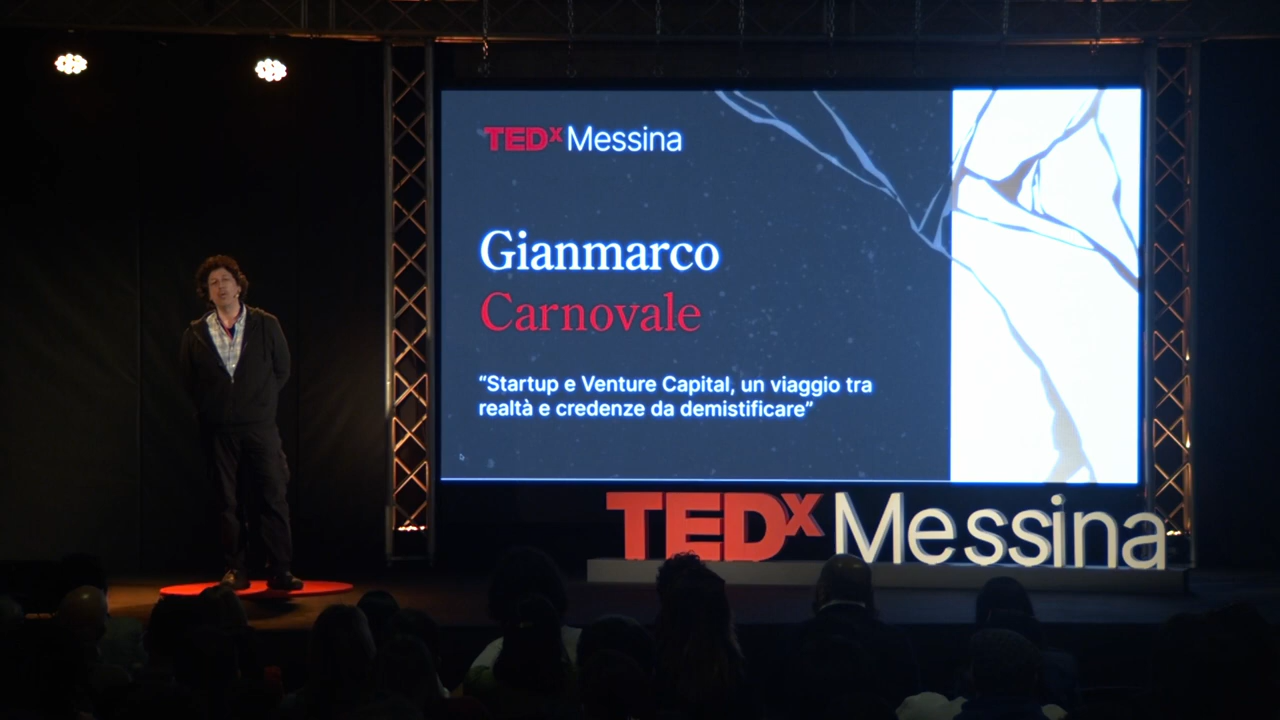 TEDx Messina
Gianmarco
Carnovale
“Startup e Venture Capital, un viaggio tra
realtà e credenze da demistificare”
TEDx Messina